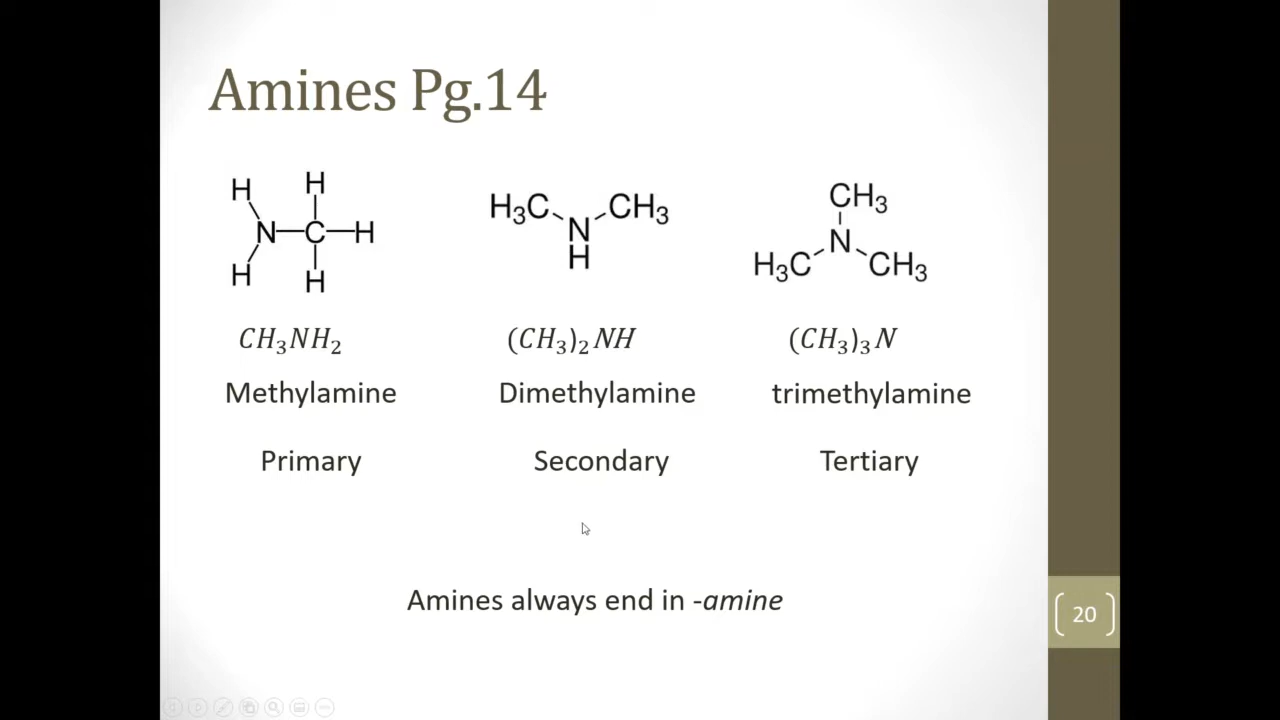 Amines Pg.14
H H
N C H
H H
H₃C CH₃
N
H
CH₃
N
H₃C CH₃
CH₃NH₂ (CH₃)₂NH (CH₃)₃N
Methylamine Dimethylamine trimethylamine
Primary Secondary Tertiary
Amines always end in -amine
20